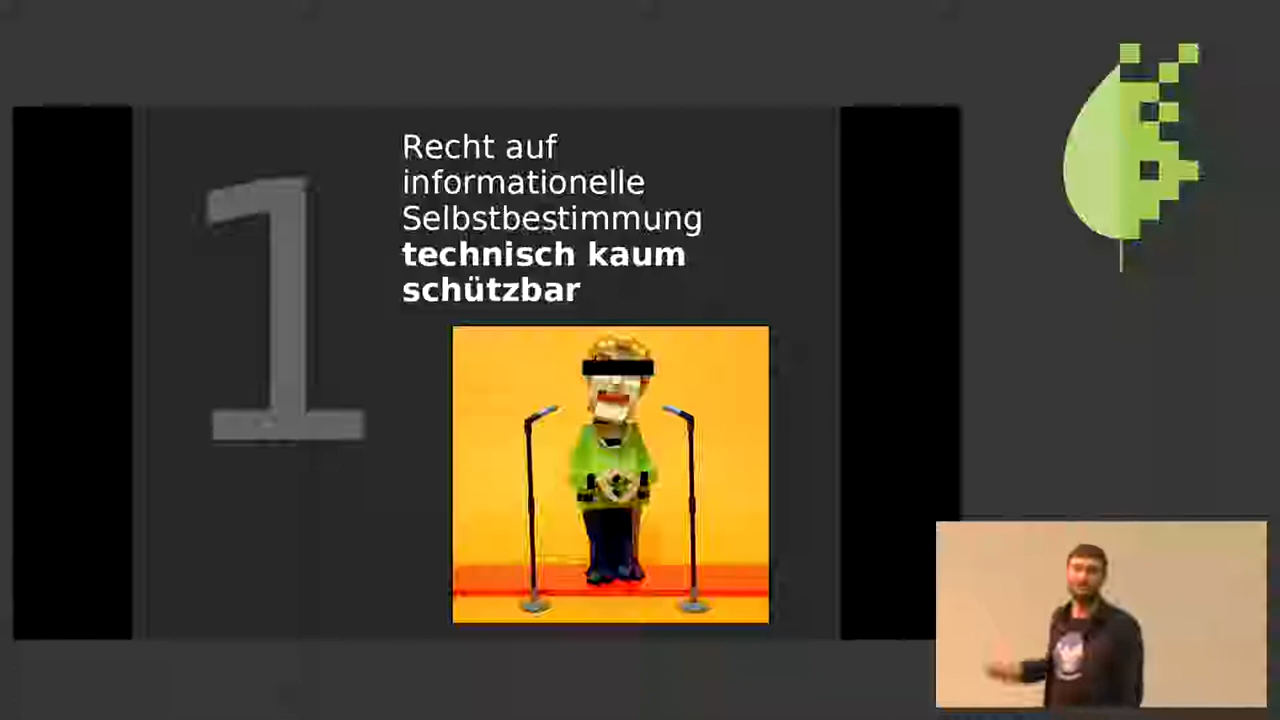 1
Recht auf
informationelle
Selbstbestimmung
technisch kaum
schützbar